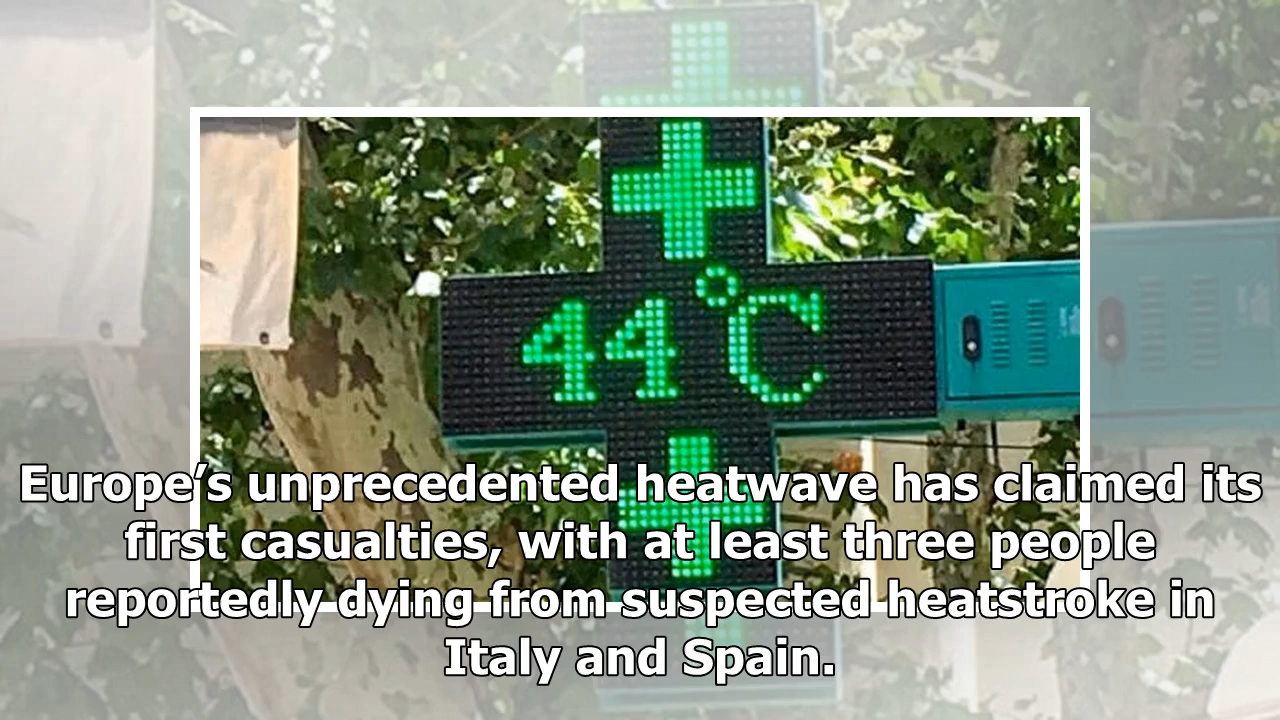 44°C
Europe’s unprecedented heatwave has claimed its
first casualties, with at least three people
reportedly dying from suspected heatstroke in
Italy and Spain.